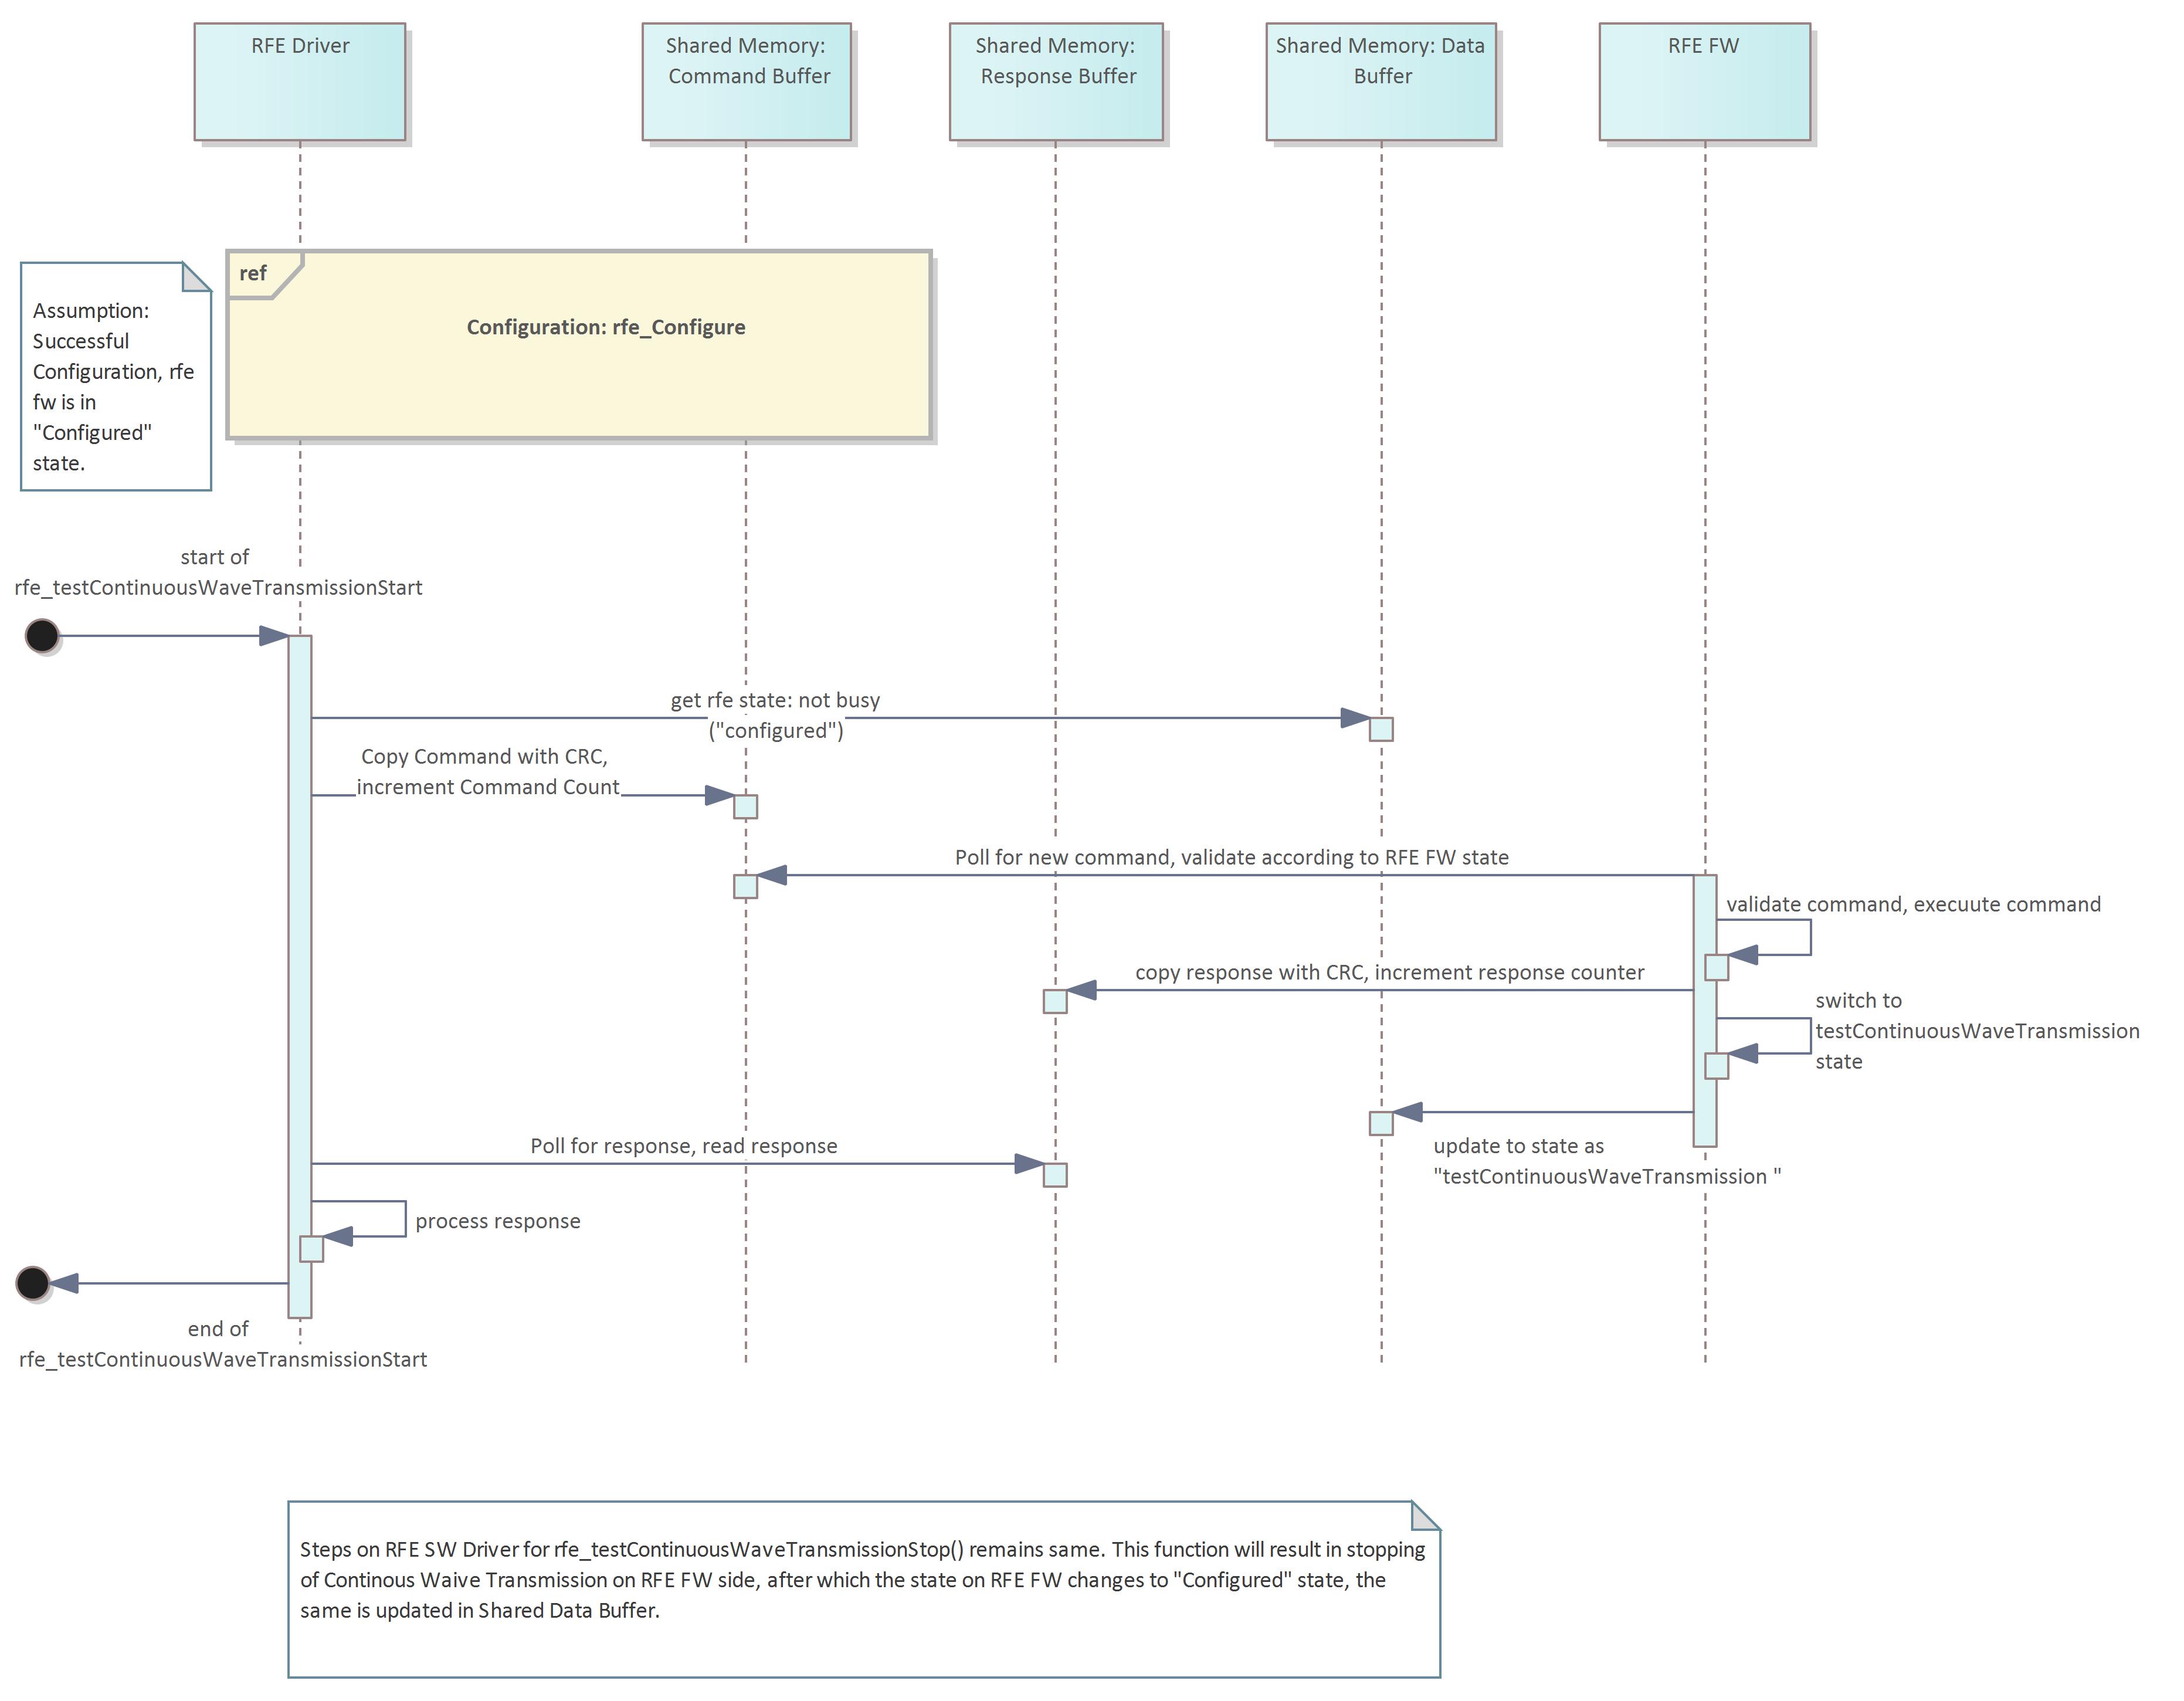 RFE Driver
Shared Memory:
Command Buffer
Shared Memory:
Response Buffer
Shared Memory: Data
Buffer
RFE FW
ref
Configuration: rfe_Configure
Assumption:
Successful
Configuration, rfe
fw is in
"Configured"
state.
start of
rfe_testContinuousWaveTransmissionStart
get rfe state: not busy
("configured")
Copy Command with CRC,
increment Command Count
Poll for new command, validate according to RFE FW state
validate command, execuute command
copy response with CRC, increment response counter
switch to
testContinuousWaveTransmission
state
update to state as
"testContinuousWaveTransmission "
Poll for response, read response
process response
end of
rfe_testContinuousWaveTransmissionStart
Steps on RFE SW Driver for rfe_testContinuousWaveTransmissionStop() remains same. This function will result in stopping
of Continous Waive Transmission on RFE FW side, after which the state on RFE FW changes to "Configured" state, the
same is updated in Shared Data Buffer.